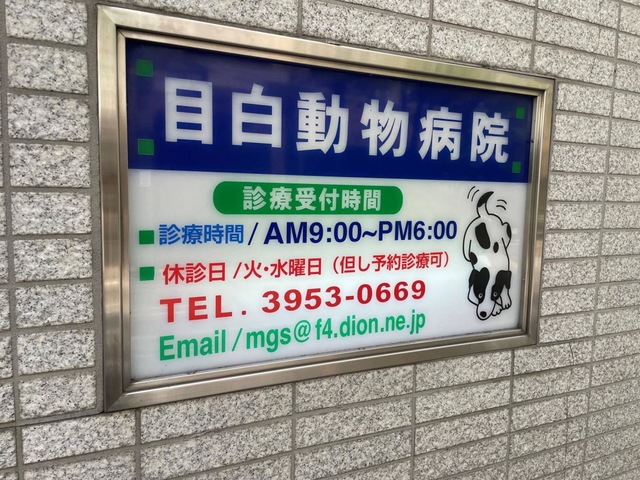 目白動物病院
診療受付時間
■診療時間/AM9:00~PM6:00
■休診日/火・水曜日(但し予約診療可)
TEL. 3953-0669
Email/mgs@f4.dion.ne.jp